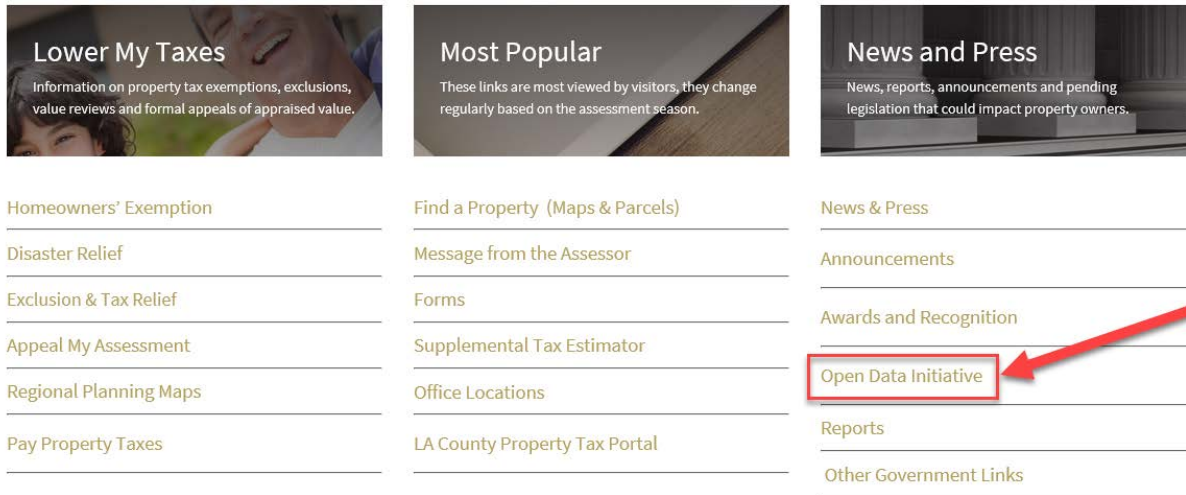 Lower My Taxes
Information on property tax exemptions, exclusions,
value reviews and formal appeals of appraised value.
Homeowners’ Exemption
Disaster Relief
Exclusion & Tax Relief
Appeal My Assessment
Regional Planning Maps
Pay Property Taxes
Most Popular
These links are most viewed by visitors, they change
regularly based on the assessment season.
Find a Property (Maps & Parcels)
Message from the Assessor
Forms
Supplemental Tax Estimator
Office Locations
LA County Property Tax Portal
News and Press
News, reports, announcements and pending
legislation that could impact property owners.
News & Press
Announcements
Awards and Recognition
Open Data Initiative
Reports
Other Government Links